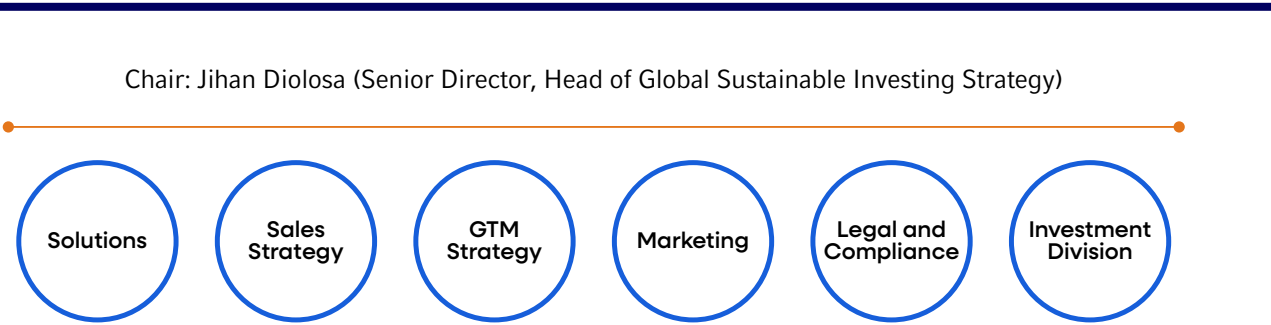 Chair: Jihan Diolosa (Senior Director, Head of Global Sustainable Investing Strategy)
Solutions
Sales
Strategy
GTM
Strategy
Marketing
Legal and
Compliance
Investment
Division